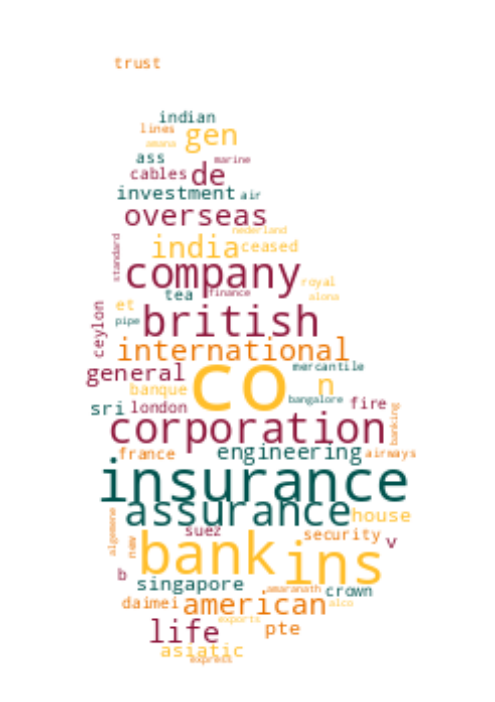 trust
indian
lines
gen
amana
ass
marine
cables
de
investment
air
overseas
nederland
india
ceased
standard
company
royal
tea
finance
alona
et
pipe
british
ceylon
international
mercantile
general
co
n
banque
bangalore
sri
london
fire
corporation
banking
france
engineering
airways
insurance
assurance
house
algemene
new
suez
security
v
bank
ins
b
singapore
amaranath
crown
daimei
american
alco
exports
life
pte
asiatic
express